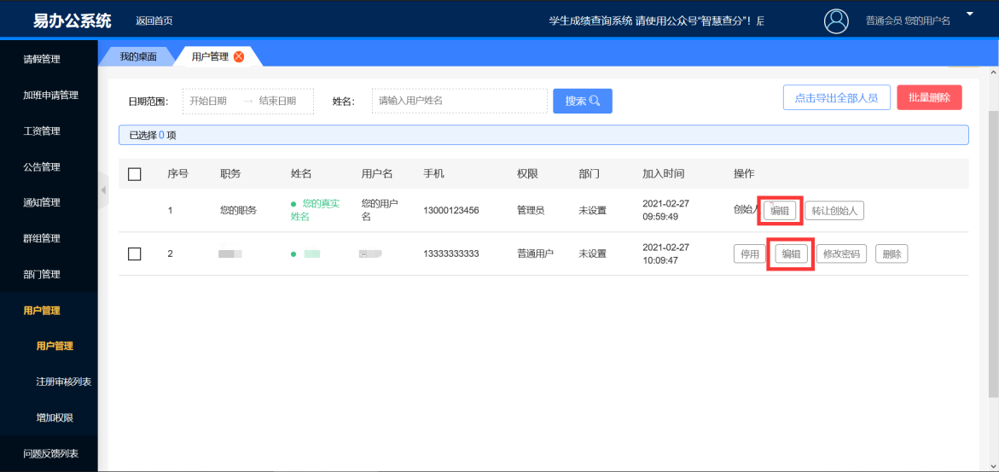 易办公系统
返回首页
学生成绩查询系统 请使用公众号“智慧查分”！后
普通会员 您的用户名
请假管理
加班申请管理
工资管理
公告管理
通知管理
群组管理
部门管理
用户管理
用户管理
注册审核列表
增加权限
问题反馈列表
我的桌面
用户管理
日期范围：
开始日期
结束日期
姓名：
请输入用户姓名
搜索
点击导出全部人员
批量删除
已选择 0 项
序号 职务 姓名 用户名 手机 权限 部门 加入时间 操作
1 您的职务 您的真实姓名 您的用户名 13000123456 管理员 未设置 2021-02-27 09:59:49 创始人 编辑 转让创始人
2 13333333333 普通用户 未设置 2021-02-27 10:09:47 停用 编辑 修改密码 删除